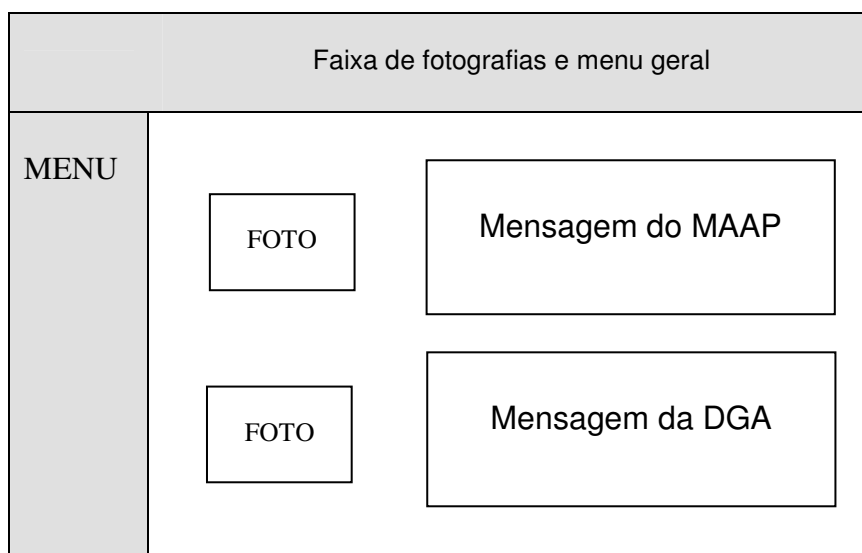 Faixa de fotografias e menu geral
MENU
FOTO
Mensagem do MAAP
FOTO
Mensagem da DGA